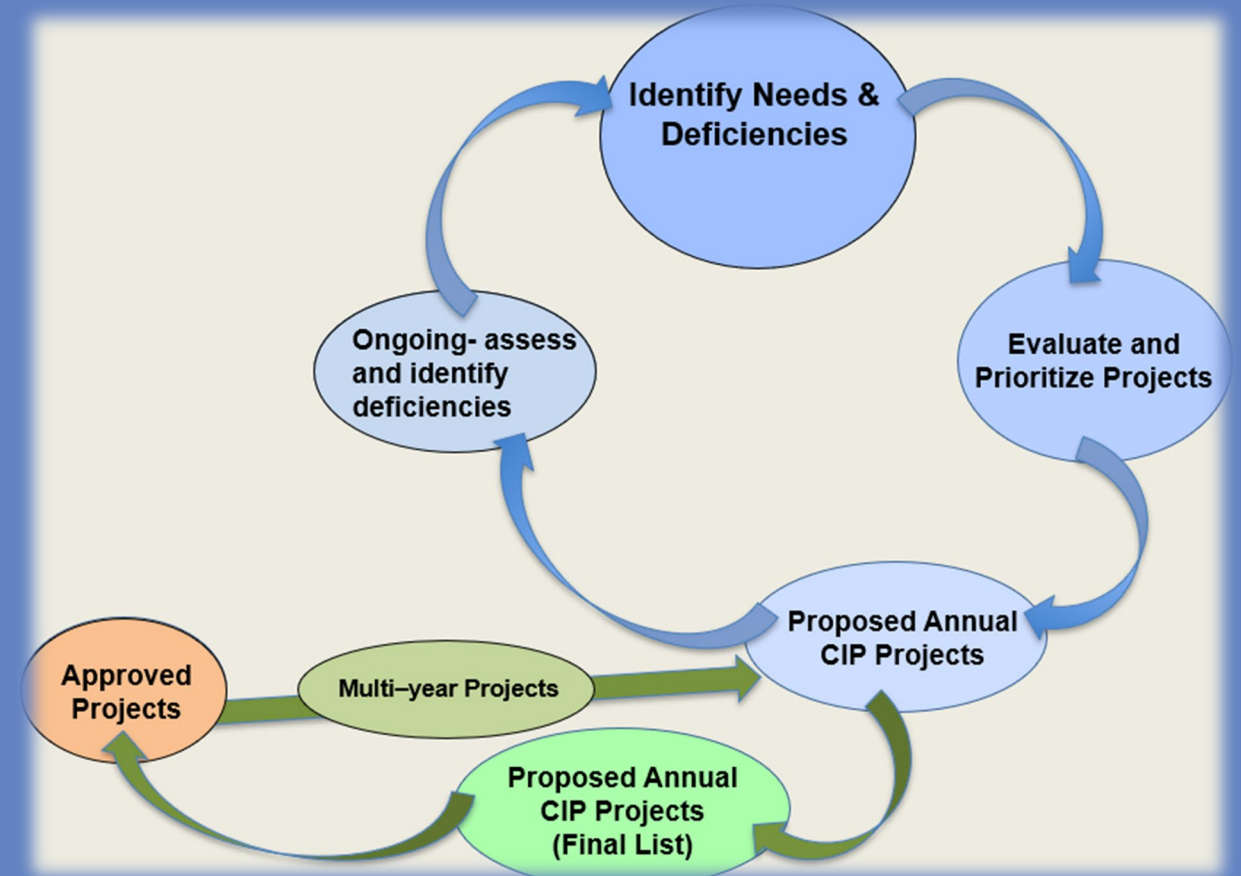 Identify Needs &
Deficiencies
Ongoing- assess
and identify
deficiencies
Evaluate and
Prioritize Projects
Proposed Annual
CIP Projects
Approved
Projects
Multi–year Projects
Proposed Annual
CIP Projects
(Final List)